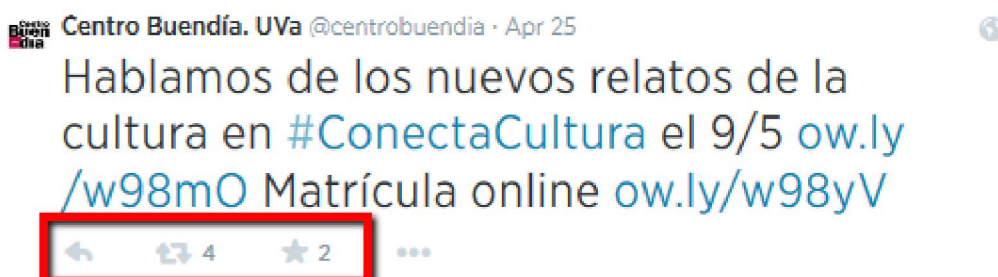 Centro Buendía. UVa @centrobuendia · Apr 25
Hablamos de los nuevos relatos de la
cultura en #ConectaCultura el 9/5 ow.ly
/w98mO Matrícula online ow.ly/w98yV
4 2